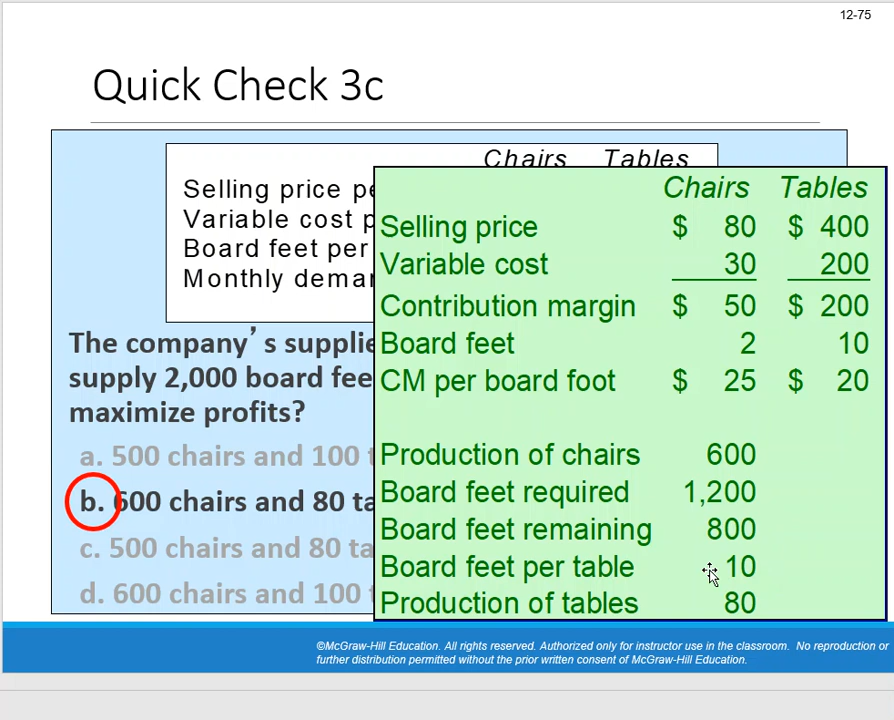 12-75
Quick Check 3c
Chairs Tables
Selling price
Variable cost
Board feet per
Monthly
The company's
supply 2,000 board
maximize profits?
a. 500 chairs and 100
b. 600 chairs and 80
c. 500 chairs and 80
d. 600 chairs and 100
Chairs Tables
Selling price $ 80 $ 400
Variable cost 30 200
Contribution margin $ 50 $ 200
Board feet 2 10
CM per board foot $ 25 $ 20
Production of chairs 600
Board feet required 1,200
Board feet remaining 800
Board feet per table 10
Production of tables 80
©McGraw-Hill Education. All rights reserved. Authorized only for instructor use in the classroom. No reproduction or
further distribution permitted without the prior written consent of McGraw-Hill Education.